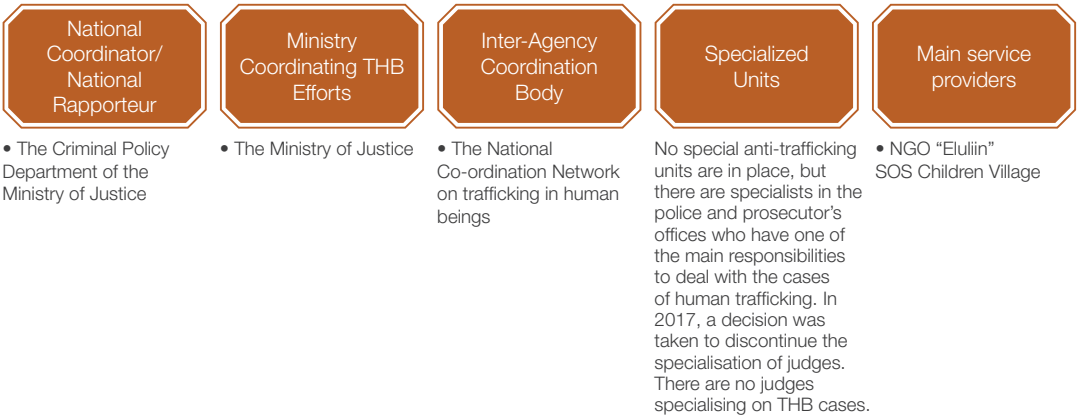 National
Coordinator/
National
Rapporteur
• The Criminal Policy
Department of the
Ministry of Justice
Ministry
Coordinating THB
Efforts
• The Ministry of Justice
Inter-Agency
Coordination
Body
• The National
Co-ordination Network
on trafficking in human
beings
Specialized
Units
No special anti-trafficking
units are in place, but
there are specialists in the
police and prosecutor's
offices who have one of
the main responsibilities
to deal with the cases
of human trafficking. In
2017, a decision was
taken to discontinue the
specialisation of judges.
There are no judges
specialising on THB cases.
Main service
providers
• NGO “Eluliin”
SOS Children Village